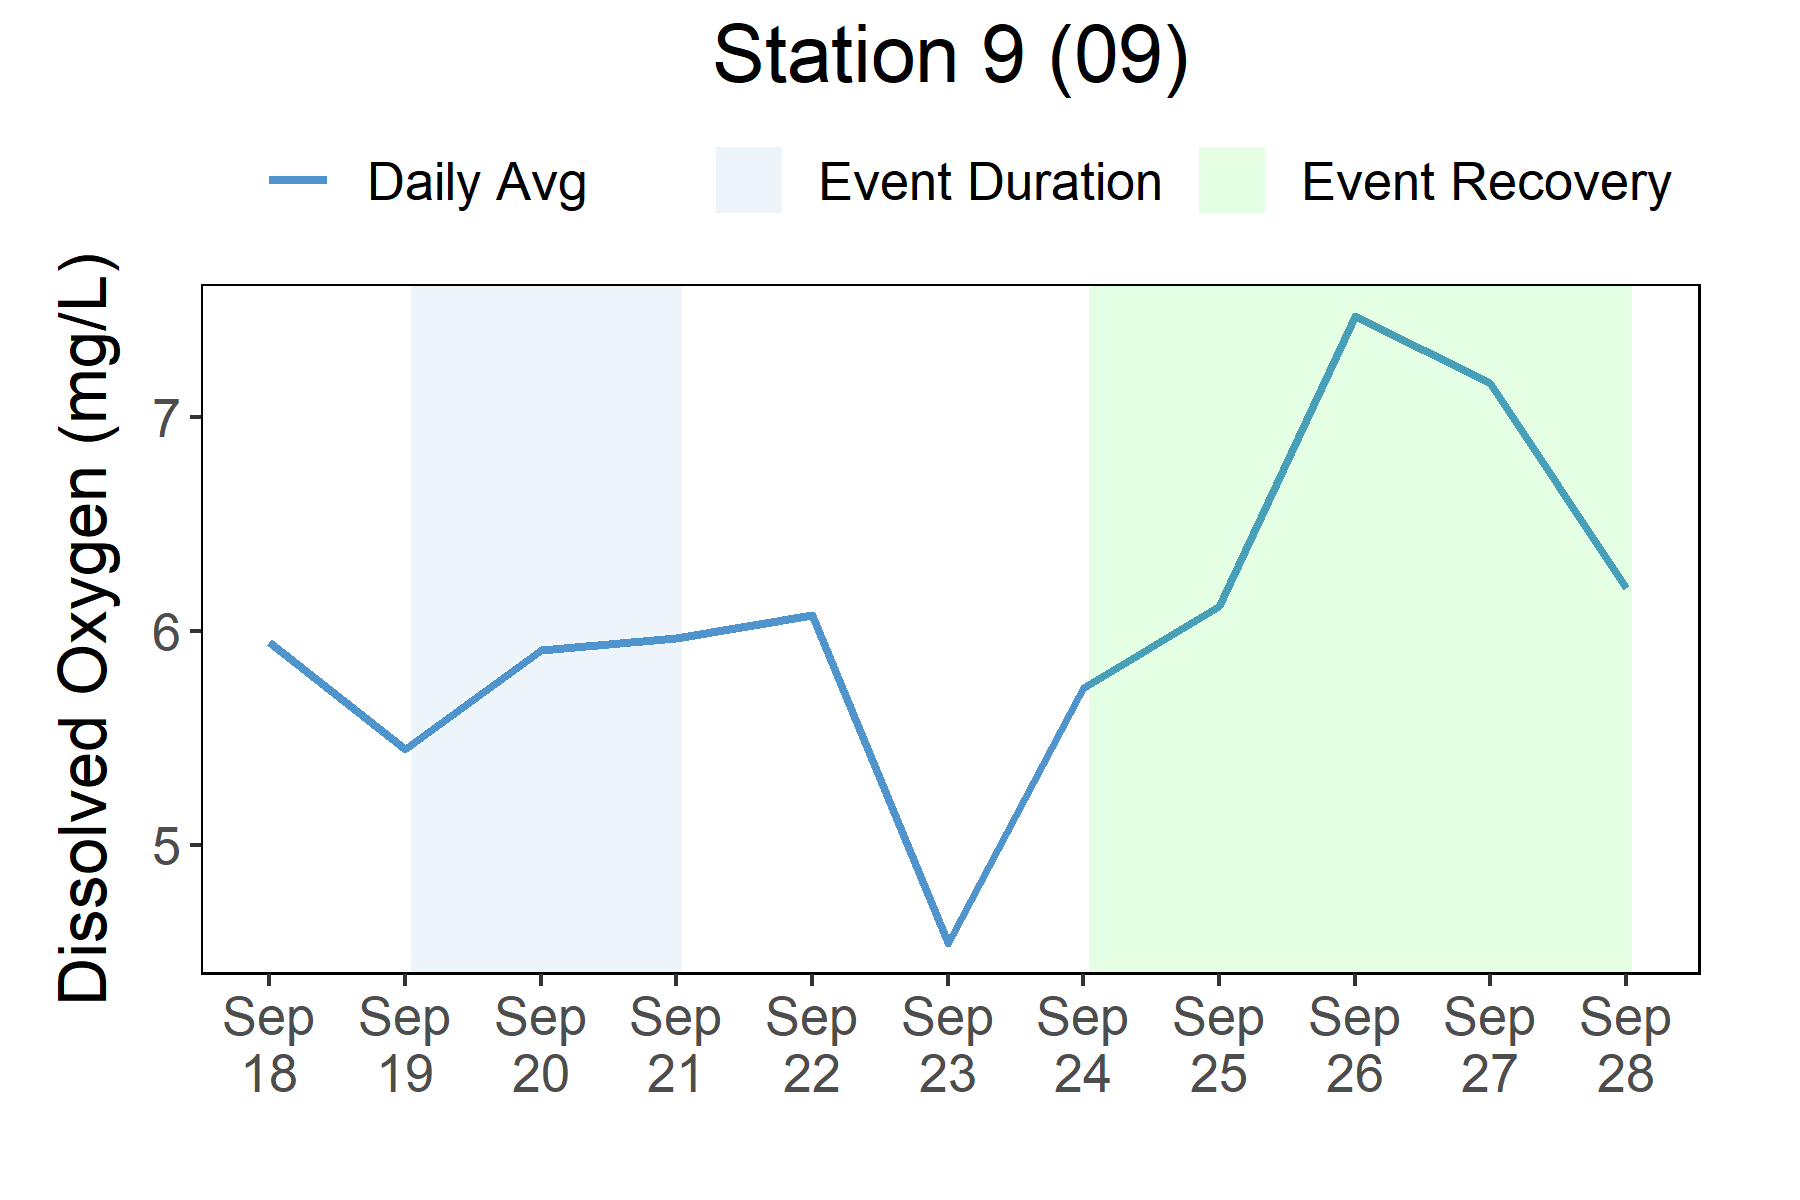 Station 9 (09)
Daily Avg Event Duration Event Recovery
Dissolved Oxygen (mg/L)
7
6
5
Sep Sep Sep Sep Sep Sep Sep Sep Sep Sep Sep
18 19 20 21 22 23 24 25 26 27 28